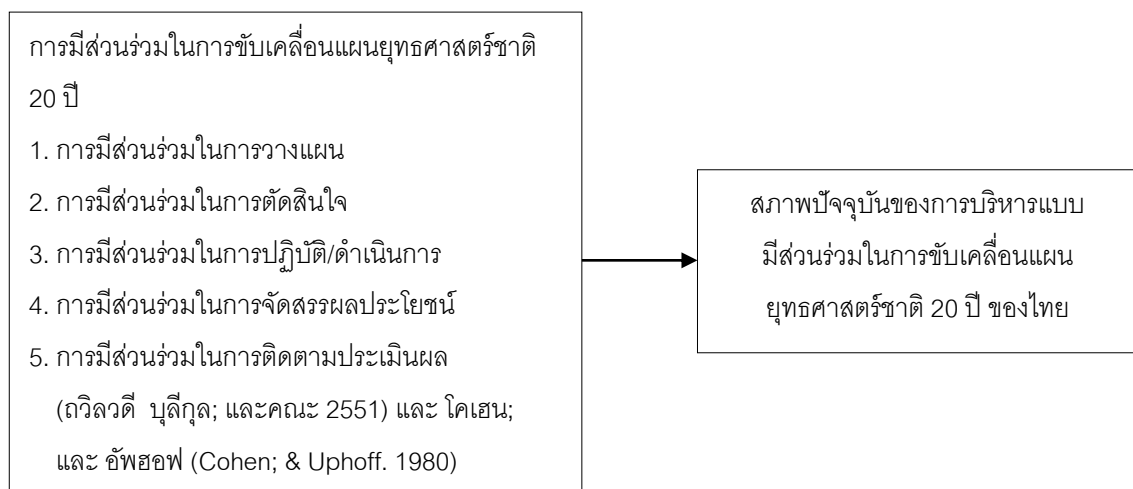 การมีส่วนร่วมในการขับเคลื่อนแผนยุทธศาสตร์ชาติ
20 ปี
1. การมีส่วนร่วมในการวางแผน
2. การมีส่วนร่วมในการตัดสินใจ
3. การมีส่วนร่วมในการปฏิบัติ/ดำเนินการ
4. การมีส่วนร่วมในการจัดสรรผลประโยชน์
5. การมีส่วนร่วมในการติดตามประเมินผล
(ถวิลวดี บุลีกุล; และคณะ 2551) และ โคเฮน;
และ อัพฮอฟ (Cohen; & Uphoff. 1980)
สภาพปัจจุบันของการบริหารแบบ
มีส่วนร่วมในการขับเคลื่อนแผน
ยุทธศาสตร์ชาติ 20 ปี ของไทย